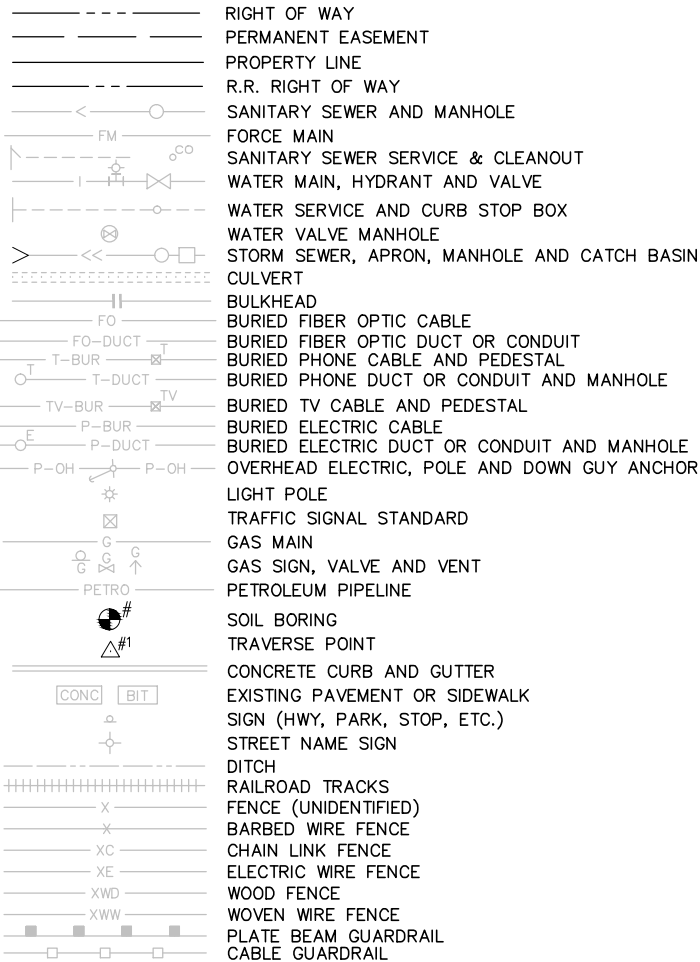 RIGHT OF WAY
PERMANENT EASEMENT
PROPERTY LINE
R.R. RIGHT OF WAY
SANITARY SEWER AND MANHOLE
FM FORCE MAIN
CO SANITARY SEWER SERVICE & CLEANOUT
I WATER MAIN, HYDRANT AND VALVE
WATER SERVICE AND CURB STOP BOX
WATER VALVE MANHOLE
STORM SEWER, APRON, MANHOLE AND CATCH BASIN
CULVERT
BULKHEAD
FO BURIED FIBER OPTIC CABLE
FO-DUCT BURIED FIBER OPTIC DUCT OR CONDUIT
T-BUR T BURIED PHONE CABLE AND PEDESTAL
T T-DUCT BURIED PHONE DUCT OR CONDUIT AND MANHOLE
TV-BUR TV BURIED TV CABLE AND PEDESTAL
P-BUR BURIED ELECTRIC CABLE
E P-DUCT BURIED ELECTRIC DUCT OR CONDUIT AND MANHOLE
P-OH P-OH OVERHEAD ELECTRIC, POLE AND DOWN GUY ANCHOR
LIGHT POLE
TRAFFIC SIGNAL STANDARD
G GAS MAIN
G G G GAS SIGN, VALVE AND VENT
PETRO PETROLEUM PIPELINE
# SOIL BORING
#1 TRAVERSE POINT
CONCRETE CURB AND GUTTER
CONC BIT EXISTING PAVEMENT OR SIDEWALK
SIGN (HWY, PARK, STOP, ETC.)
STREET NAME SIGN
DITCH
RAILROAD TRACKS
X FENCE (UNIDENTIFIED)
X BARBED WIRE FENCE
XC CHAIN LINK FENCE
XE ELECTRIC WIRE FENCE
XWD WOOD FENCE
XWW WOVEN WIRE FENCE
PLATE BEAM GUARDRAIL
CABLE GUARDRAIL